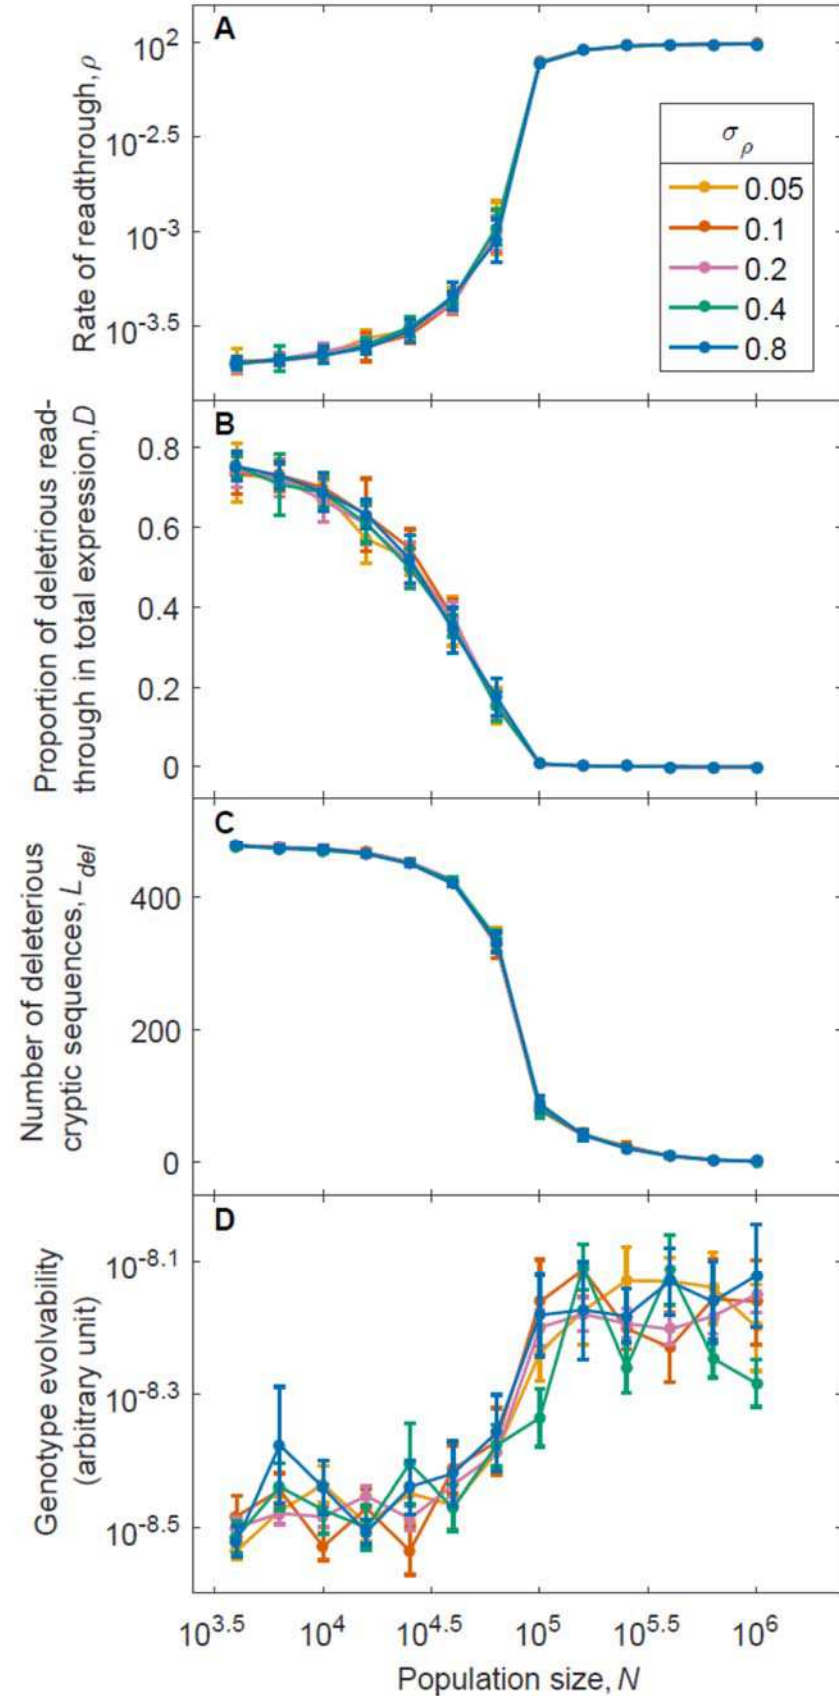 A
Rate of readthrough, ρ
10^2
10^-2.5
10^-3
10^-3.5
σ_ρ
0.05
0.1
0.2
0.4
0.8
B
Proportion of deletrious read-
through in total expression, D
0.8
0.6
0.4
0.2
0
C
Number of deleterious
cryptic sequences, L_del
400
200
0
D
Genotype evolvability
(arbitrary unit)
10^-8.1
10^-8.3
10^-8.5
10^3.5 10^4 10^4.5 10^5 10^5.5 10^6
Population size, N